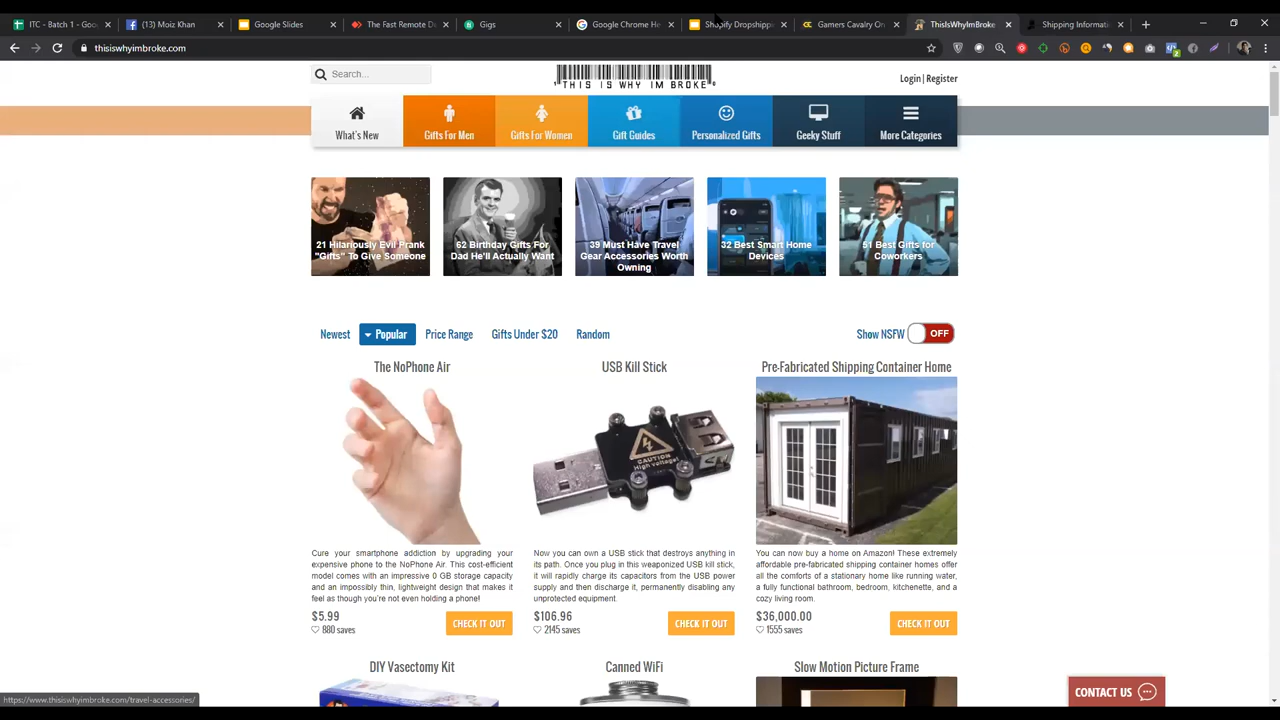 ITC - Batch 1 - Goo
(3) Moiz Khan
Google Slides
The Fast Remote D
Gigs
Google Chrome He
Shopify Dropshippi
Gamers Cavalry On
ThisIsWhyImBroke
Shipping Informati
thisiswhyimbroke.com
Search...
THIS IS WHY IM BROKE
Login | Register
What's New
Gifts For Men
Gifts For Women
Gift Guides
Personalized Gifts
Geeky Stuff
More Categories
21 Hilariously Evil Prank
"Gifts" To Give Someone
62 Birthday Gifts For
Dad He'll Actually Want
39 Must Have Travel
Gear Accessories Worth
Owning
32 Best Smart Home
Devices
51 Best Gifts for
Coworkers
Newest
Popular
Price Range
Gifts Under $20
Random
Show NSFW
OFF
The NoPhone Air
Cure your smartphone addiction by upgrading your
expensive phone to the NoPhone Air. This cost-efficient
model comes with an impressive 0 GB storage capacity
and an impossibly thin, lightweight design that makes it
feel as though you're not even holding a phone!
$5.99
880 saves
CHECK IT OUT
USB Kill Stick
CAUTION
High voltage!
Now you can own a USB stick that destroys anything in
its path. Once you plug in this weaponized USB kill stick,
it will rapidly charge its capacitors from the USB power
supply and then discharge it, permanently disabling any
unprotected equipment.
$106.96
2145 saves
CHECK IT OUT
Pre-Fabricated Shipping Container Home
You can now buy a home on Amazon! These extremely
affordable pre-fabricated shipping container homes offer
all the comforts of a stationary home like running water,
a fully functional bathroom, bedroom, kitchenette, and a
cozy living room.
$36,000.00
1555 saves
CHECK IT OUT
DIY Vasectomy Kit
Canned WiFi
Slow Motion Picture Frame
CONTACT US
https://www.thisiswhyimbroke.com/travel-accessories/